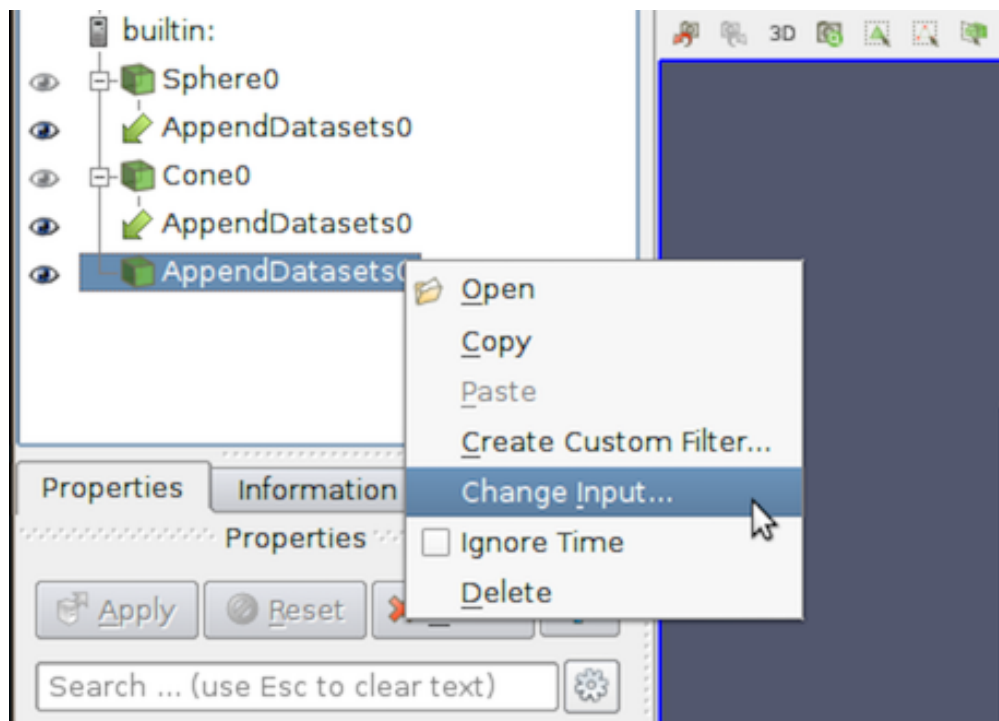 builtin:
3D
Sphere0
AppendDatasets0
Cone0
AppendDatasets0
AppendDatasets0
Open
Copy
Paste
Create Custom Filter...
Change Input...
Ignore Time
Delete
Properties
Information
Properties
Apply
Reset
Search ... (use Esc to clear text)